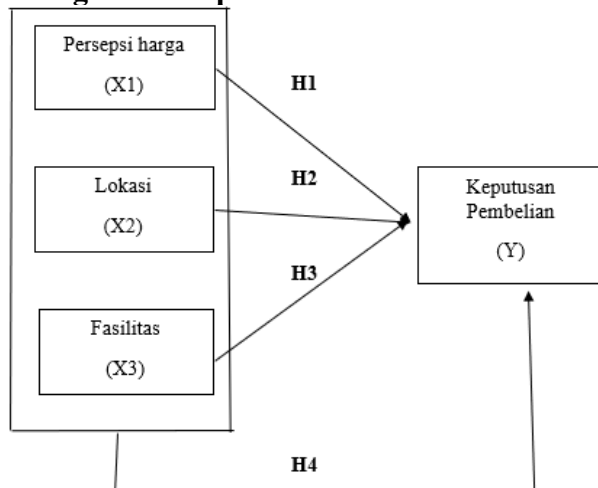 Persepsi harga
(X1)
H1
H2
Lokasi
(X2)
Keputusan
Pembelian
(Y)
H3
Fasilitas
(X3)
H4